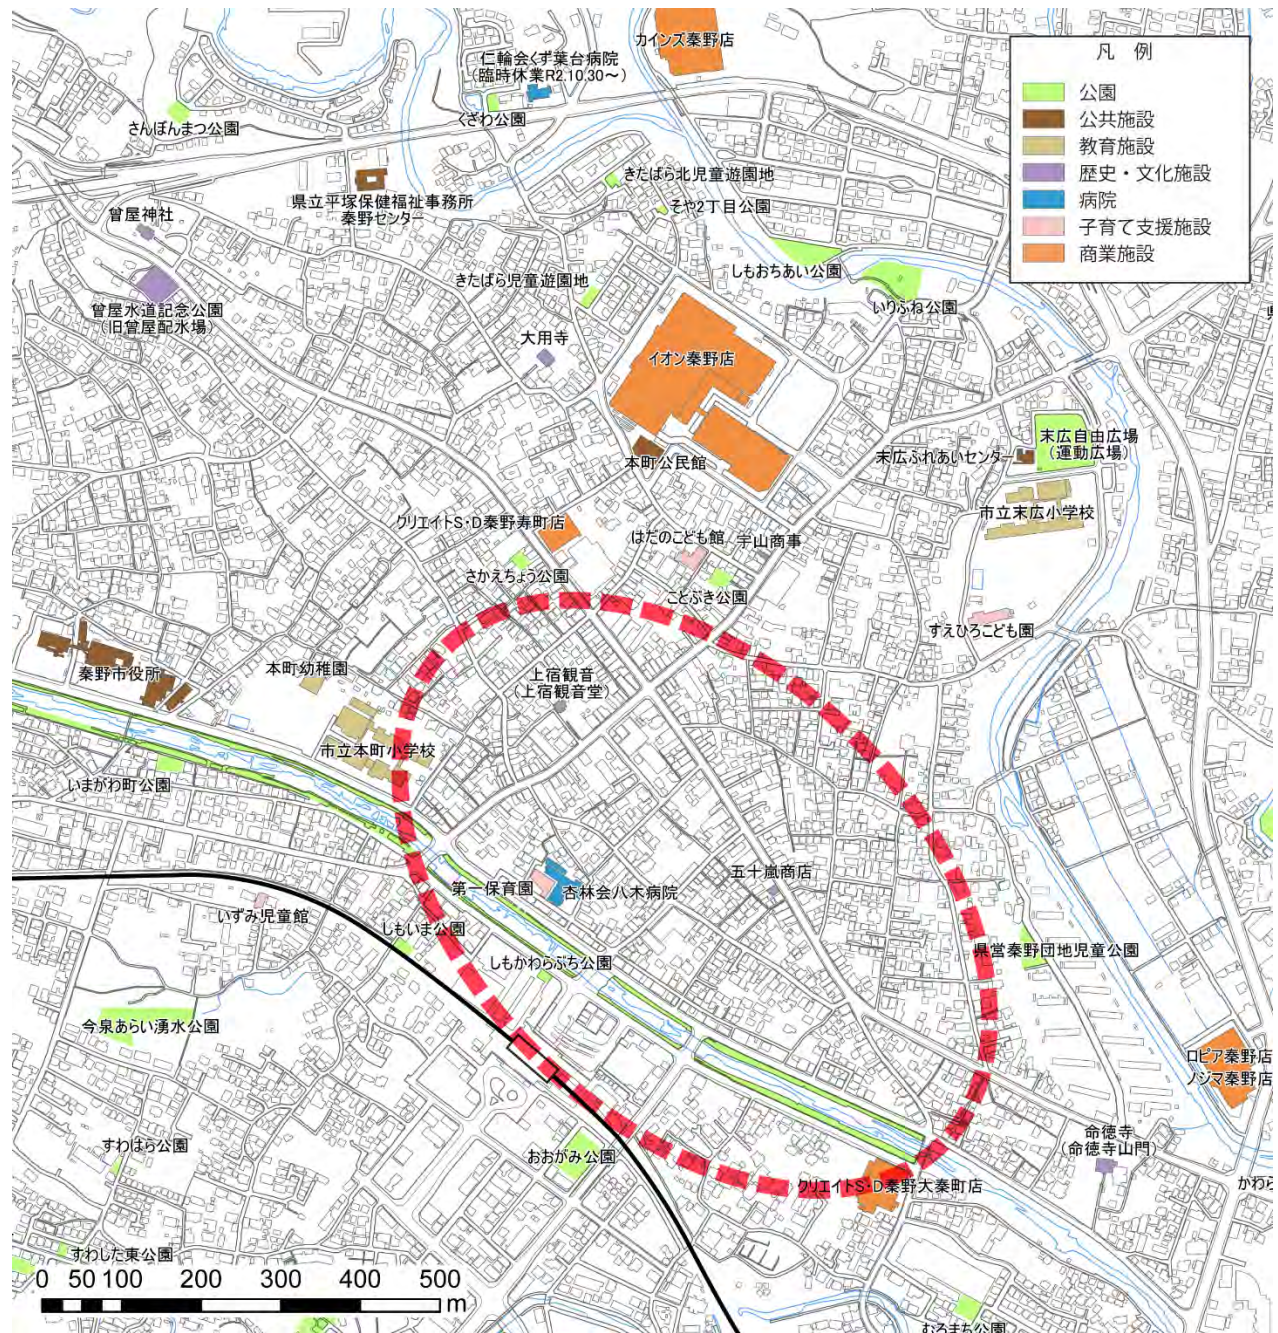 カインズ秦野店
仁輪会くず葉台病院
(臨時休業R2.10.30～)
くざわ公園
さんぼんまつ公園
凡 例
公園
公共施設
教育施設
歴史・文化施設
病院
子育て支援施設
商業施設
きたばら北児童遊園地
県立平塚保健福祉事務所
秦野センター
そや2丁目公園
曾屋神社
しもおちあい公園
きたばら児童遊園地
いりふね公園
曾屋水道記念公園
(旧曾屋配水場)
大用寺
イオン秦野店
末広自由広場
(運動広場)
本町公民館
末広ふれあいセンター
市立末広小学校
クリエイトS・D秦野寿町店
はだのこども館
宇山商事
さかえちょう公園
ことぶき公園
すえひろこども園
秦野市役所
本町幼稚園
上宿観音
(上宿観音堂)
市立本町小学校
いまがわ町公園
五十嵐商店
第一保育園
杏林会八木病院
いずみ児童館
しもいま公園
県営秦野団地児童公園
しもかわらぶち公園
今泉あらい湧水公園
ロピア秦野店
ノジマ秦野店
すわはら公園
おおがみ公園
命徳寺
(命徳寺山門)
クリエイトS・D秦野大秦町店
かわら
すわした東公園
0 50 100 200 300 400 500
m
むろまち公園